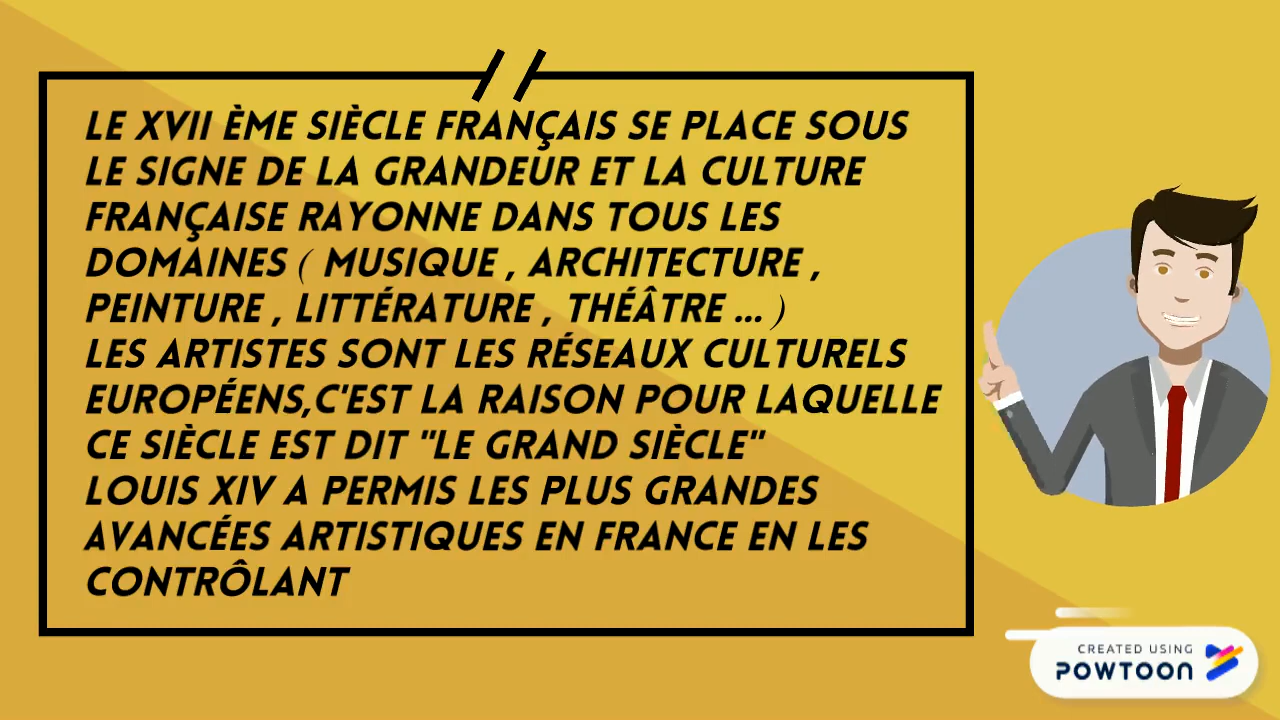 LE XVII ÈME SIÈCLE FRANÇAIS SE PLACE SOUS
LE SIGNE DE LA GRANDEUR ET LA CULTURE
FRANÇAISE RAYONNE DANS TOUS LES
DOMAINES ( MUSIQUE , ARCHITECTURE ,
PEINTURE , LITTÉRATURE , THÉÂTRE ... )
LES ARTISTES SONT LES RÉSEAUX CULTURELS
EUROPÉENS,C'EST LA RAISON POUR LAQUELLE
CE SIÈCLE EST DIT "LE GRAND SIÈCLE"
LOUIS XIV A PERMIS LES PLUS GRANDES
AVANCÉES ARTISTIQUES EN FRANCE EN LES
CONTRÔLANT
CREATED USING
POWTOON